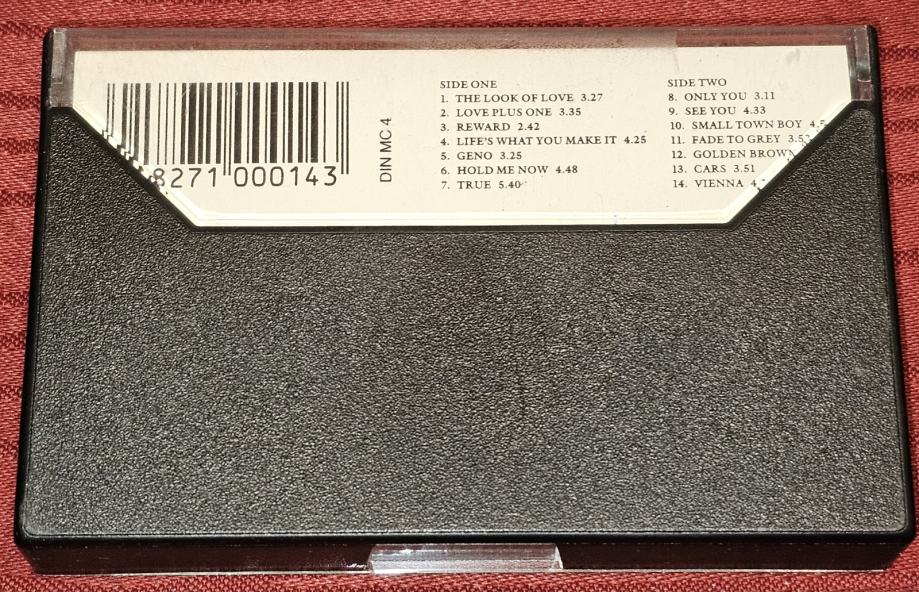 8271 000143
DIN MC 4
SIDE ONE
1. THE LOOK OF LOVE 3.27
2. LOVE PLUS ONE 3.35
3. REWARD 2.42
4. LIFE'S WHAT YOU MAKE IT 4.25
5. GENO 3.25
6. HOLD ME NOW 4.48
7. TRUE 5.40
SIDE TWO
8. ONLY YOU 3.11
9. SEE YOU 4.33
10. SMALL TOWN BOY
11. FADE TO GREY
12. GOLDEN BROWN
13. CARS 3.51
14. VIENNA